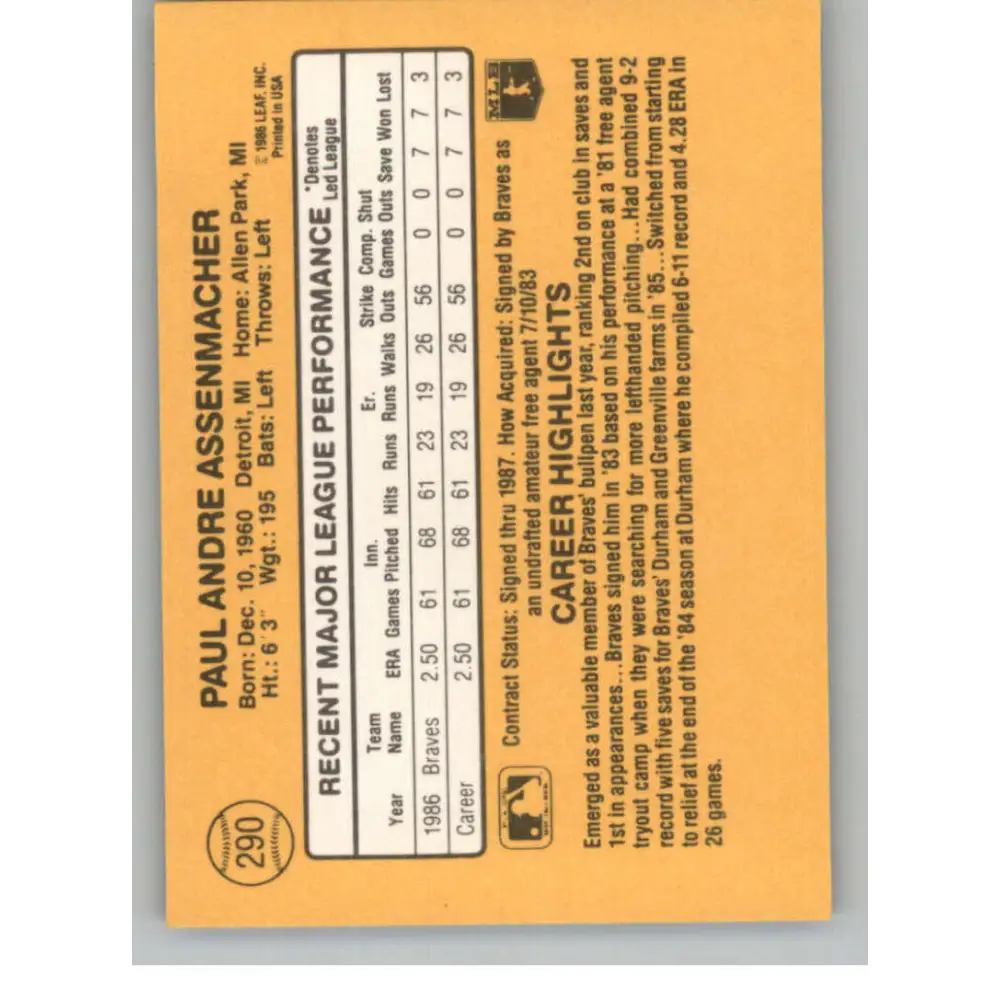 290
PAUL ANDRE ASSENMACHER
Born: Dec. 10, 1960 Detroit, MI Home: Allen Park, MI
Ht.: 6'3" Wgt.: 195 Bats: Left Throws: Left
© 1986 LEAF, INC.
Printed in USA
RECENT MAJOR LEAGUE PERFORMANCE
*Denotes
Led League
Team Inn. Er. Strike Comp. Shut
Year Name ERA Games Pitched Hits Runs Runs Walks Outs Games Outs Save Won Lost
1986 Braves 2.50 61 68 61 23 19 26 56 0 0 7 7 3
Career 2.50 61 68 61 23 19 26 56 0 0 7 7 3
Contract Status: Signed thru 1987. How Acquired: Signed by Braves as
an undrafted amateur free agent 7/10/83
MLB
CAREER HIGHLIGHTS
Emerged as a valuable member of Braves' bullpen last year, ranking 2nd on club in saves and
1st in appearances...Braves signed him in '83 based on his performance at a '81 free agent
tryout camp when they were searching for more lefthanded pitching...Had combined 9-2
record with five saves for Braves' Durham and Greenville farms in '85...Switched from starting
to relief at the end of the '84 season at Durham where he compiled 6-11 record and 4.28 ERA in
26 games.